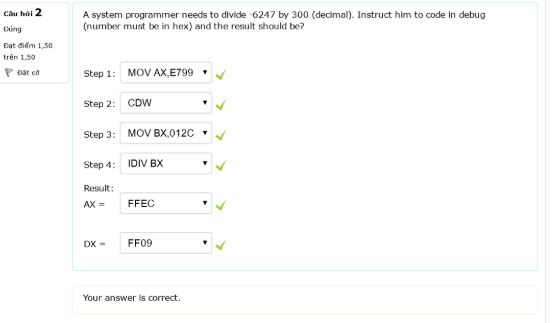 Câu hỏi 2
Đúng
Đạt điểm 1,50
trên 1,50
Đặt cờ
A system programmer needs to divide -6247 by 300 (decimal). Instruct him to code in debug
(number must be in hex) and the result should be?
Step 1: MOV AX,E799
Step 2: CDW
Step 3: MOV BX,012C
Step 4: IDIV BX
Result:
AX = FFEC
DX = FF09
Your answer is correct.